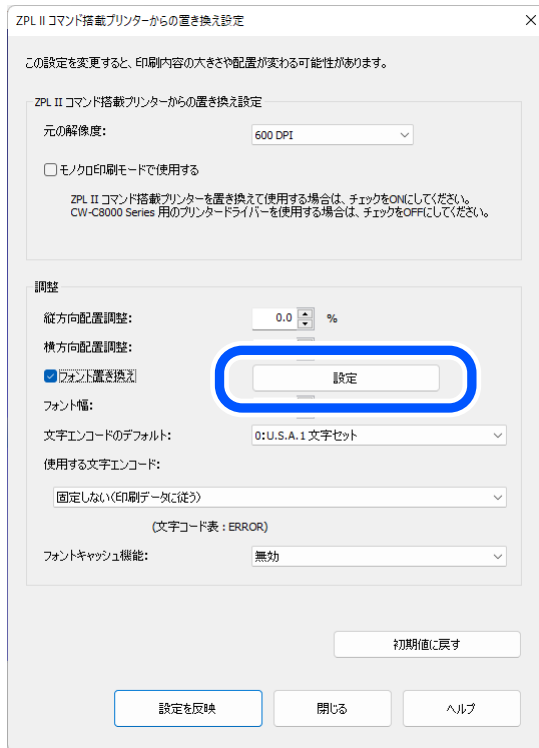 ZPL II コマンド搭載プリンターからの置き換え設定
この設定を変更すると、印刷内容の大きさや配置が変わる可能性があります。
ZPL II コマンド搭載プリンターからの置き換え設定
元の解像度:
600 DPI
モノクロ印刷モードで使用する
ZPL II コマンド搭載プリンターを置き換えて使用する場合は、チェックをONにしてください。
CW-C8000 Series 用のプリンタードライバーを使用する場合は、チェックをOFFにしてください。
調整
縦方向配置調整:
0.0
%
横方向配置調整:
フォント置き換え
設定
フォント幅:
文字エンコードのデフォルト:
0:U.S.A.1 文字セット
使用する文字エンコード:
固定しない(印刷データに従う)
(文字コード表 : ERROR)
フォントキャッシュ機能:
無効
初期値に戻す
設定を反映
閉じる
ヘルプ